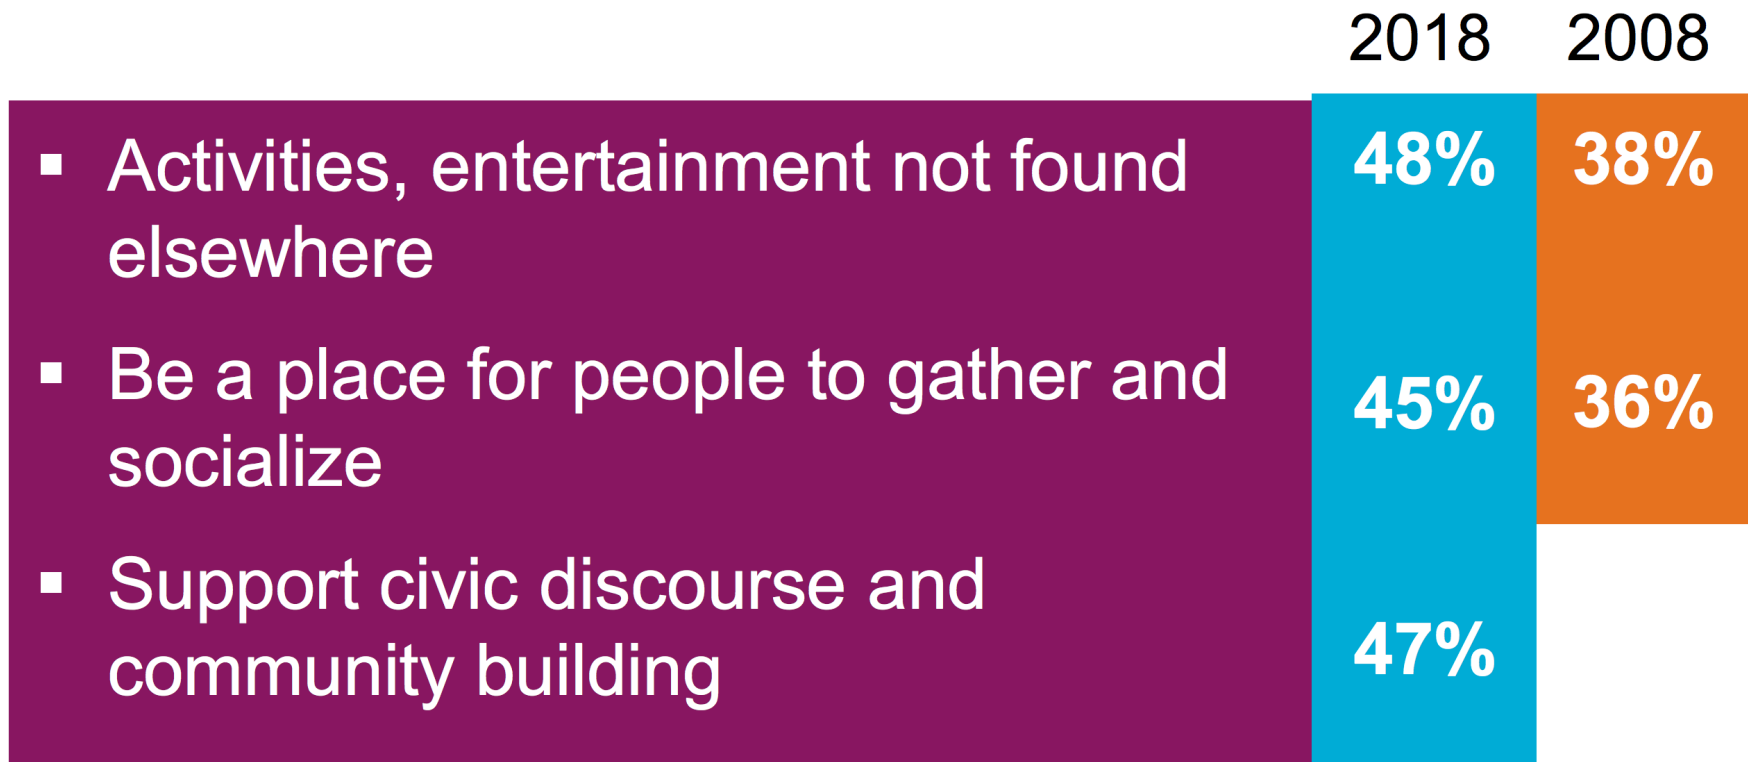 2018 2008
▪ Activities, entertainment not found 48% 38%
elsewhere
▪ Be a place for people to gather and 45% 36%
socialize
▪ Support civic discourse and
community building 47%